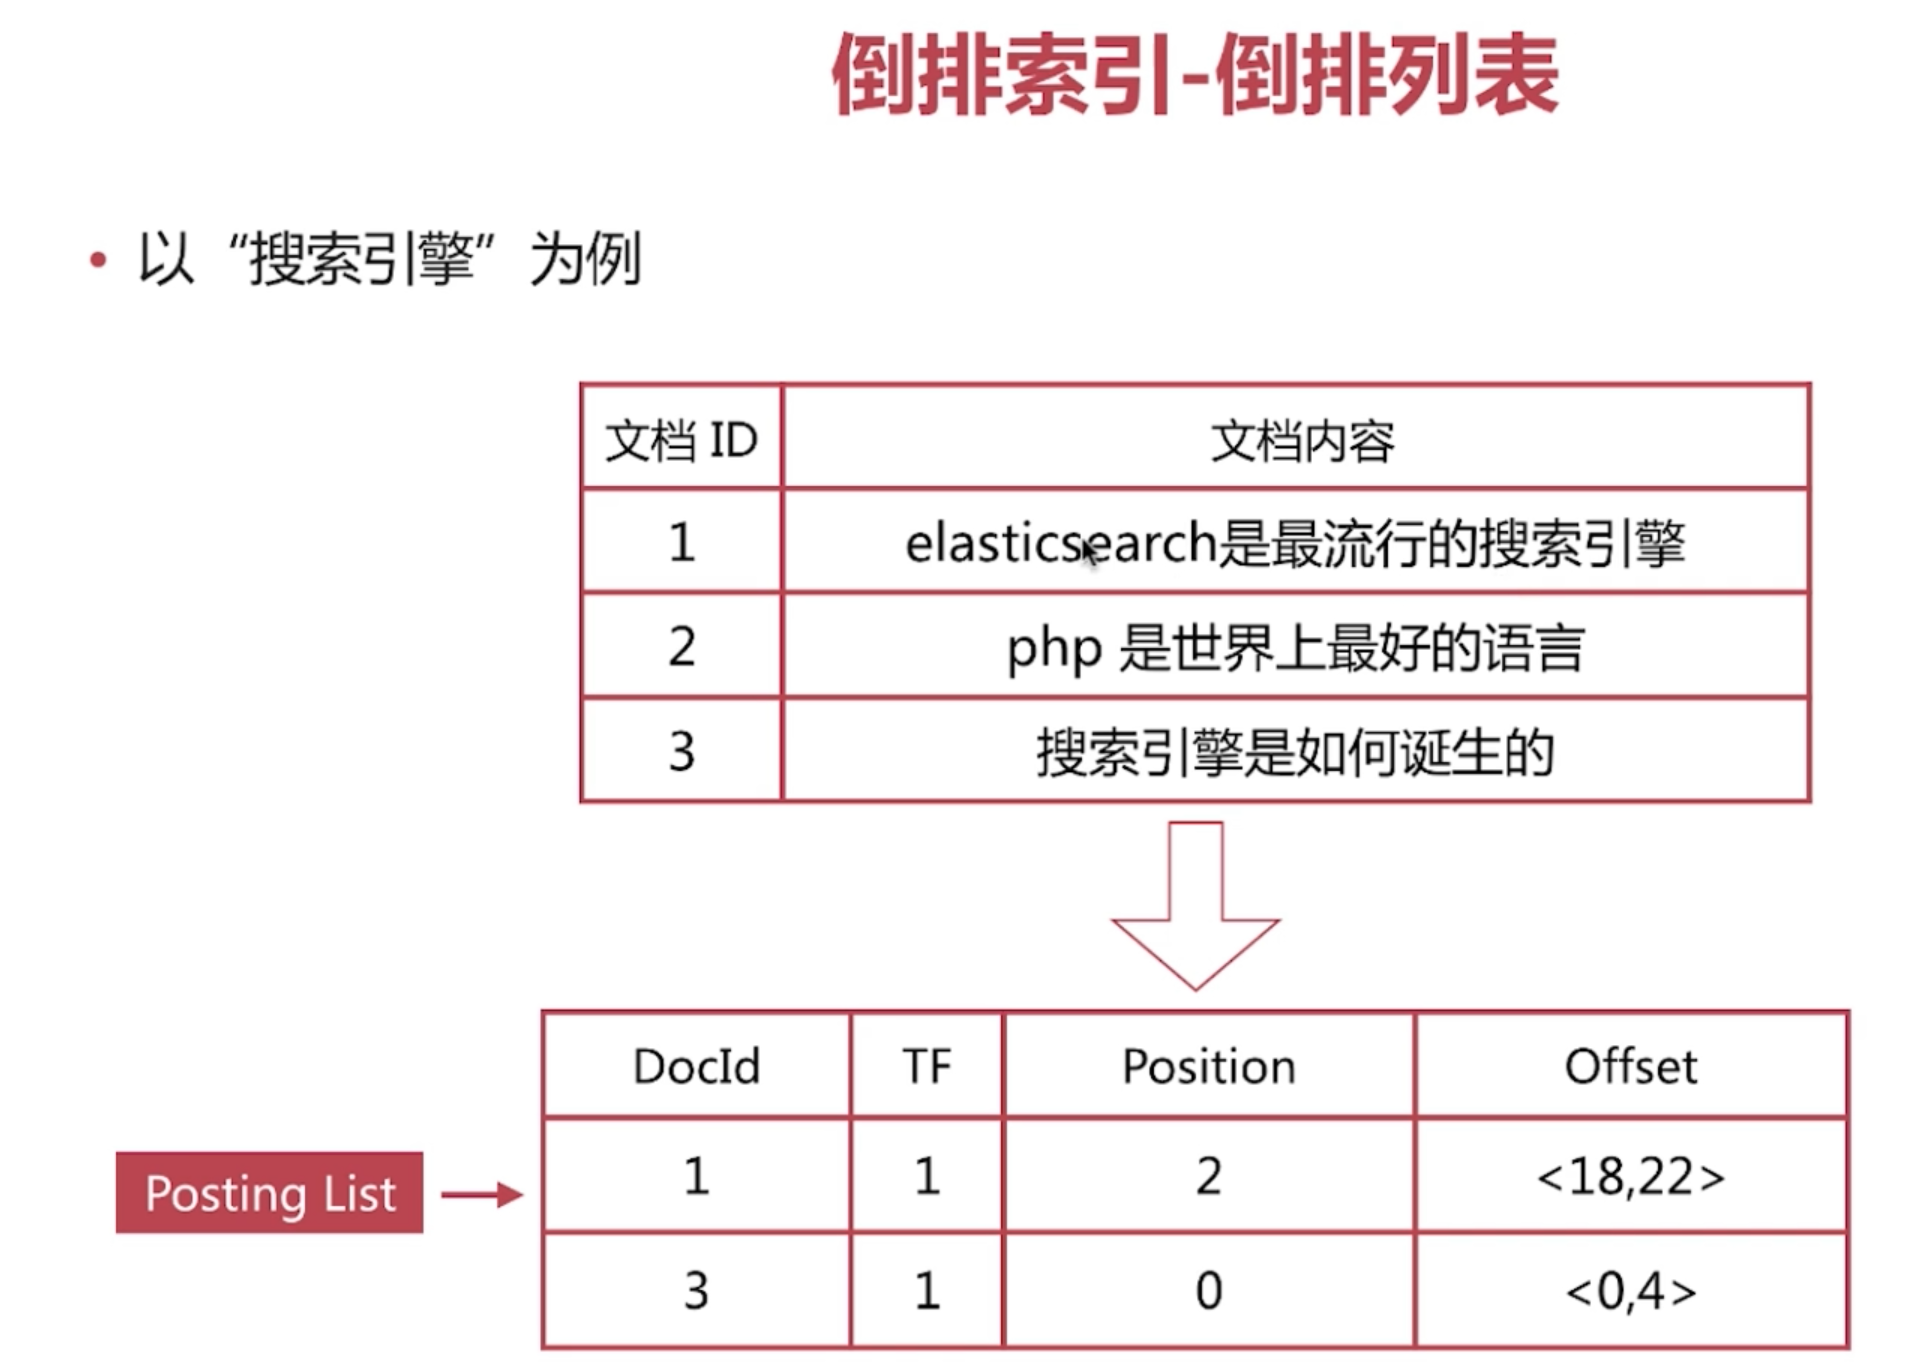 倒排索引-倒排列表
• 以“搜索引擎”为例
文档 ID 文档内容
1 elasticsearch是最流行的搜索引擎
2 php 是世界上最好的语言
3 搜索引擎是如何诞生的
Posting List
DocId TF Position Offset
1 1 2 <18,22>
3 1 0 <0,4>